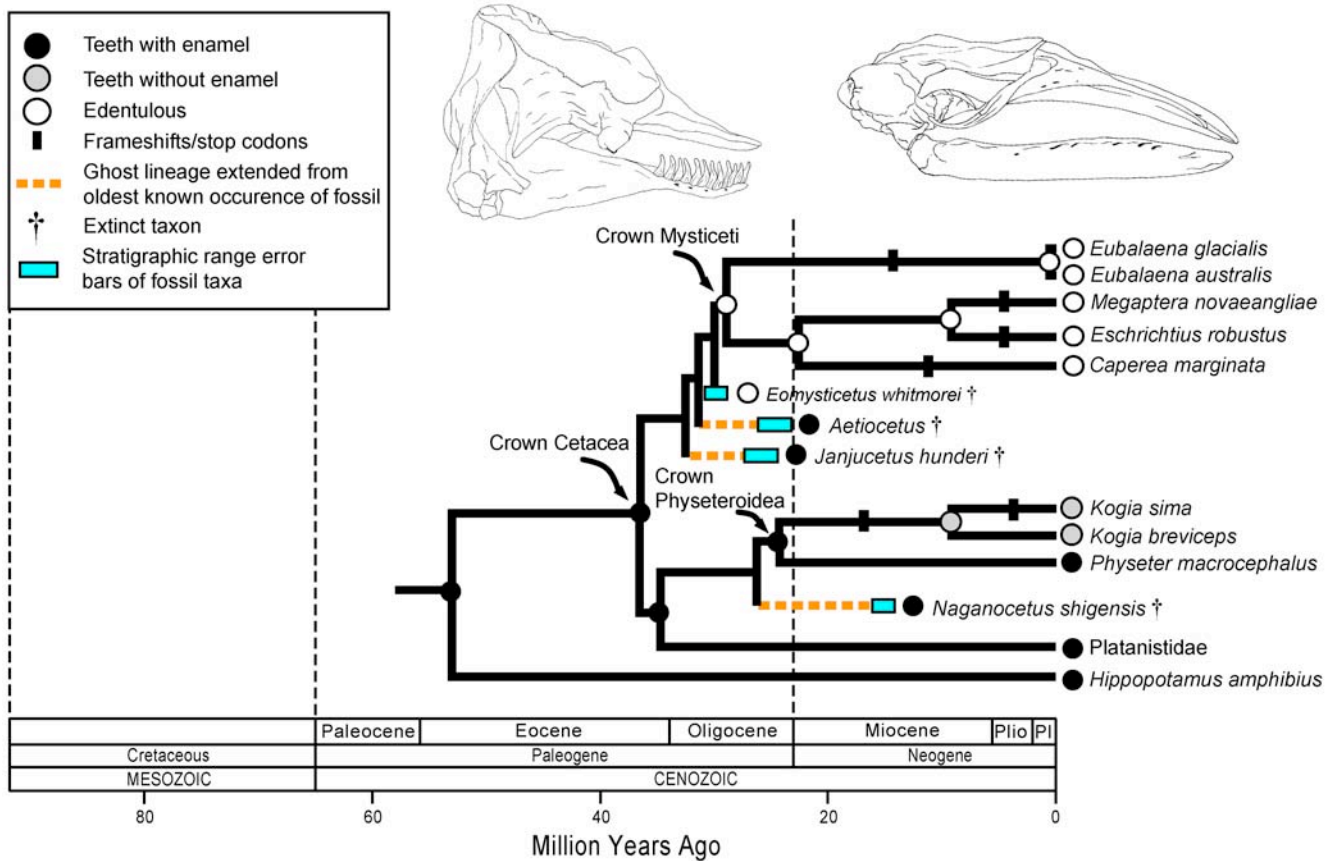 Teeth with enamel
Teeth without enamel
Edentulous
Frameshifts/stop codons
Ghost lineage extended from
oldest known occurence of fossil
Extinct taxon
Stratigraphic range error
bars of fossil taxa
Crown Mysticeti
Eubalaena glacialis
Eubalaena australis
Megaptera novaeangliae
Eschrichtius robustus
Caperea marginata
Eomysticetus whitmorei †
Aetiocetus †
Crown Cetacea
Janjucetus hunderi †
Crown
Physeteroidea
Kogia sima
Kogia breviceps
Physeter macrocephalus
Naganocetus shigensis †
Platanistidae
Hippopotamus amphibius
Paleocene Eocene Oligocene Miocene Plio Pl
Cretaceous Paleogene Neogene
MESOZOIC CENOZOIC
80 60 40 20 0
Million Years Ago